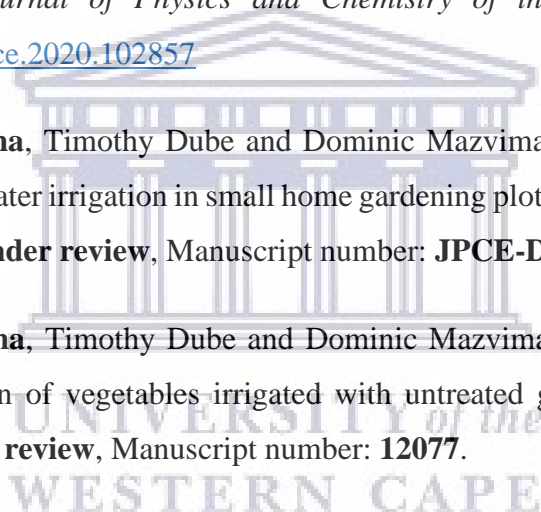 ournal of Physics and Chemistry of th
ce.2020.102857
na, Timothy Dube and Dominic Mazvima
ater irrigation in small home gardening plot
nder review, Manuscript number: JPCE-D
na, Timothy Dube and Dominic Mazvima
n of vegetables irrigated with untreated g
UNIVERSITY of the
review, Manuscript number: 12077.
WESTERN CAPE